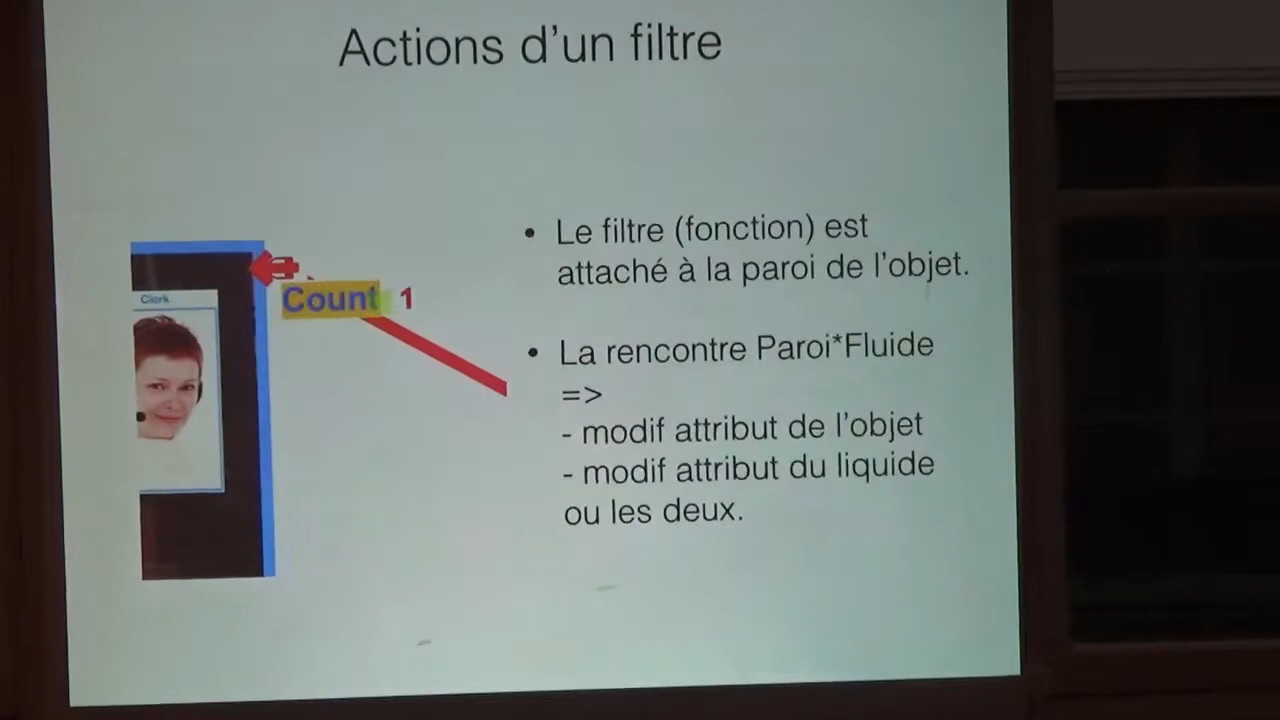 Actions d'un filtre
Clerk
Count 1
• Le filtre (fonction) est
attaché à la paroi de l'objet.
• La rencontre Paroi*Fluide
=>
- modif attribut de l'objet
- modif attribut du liquide
ou les deux.